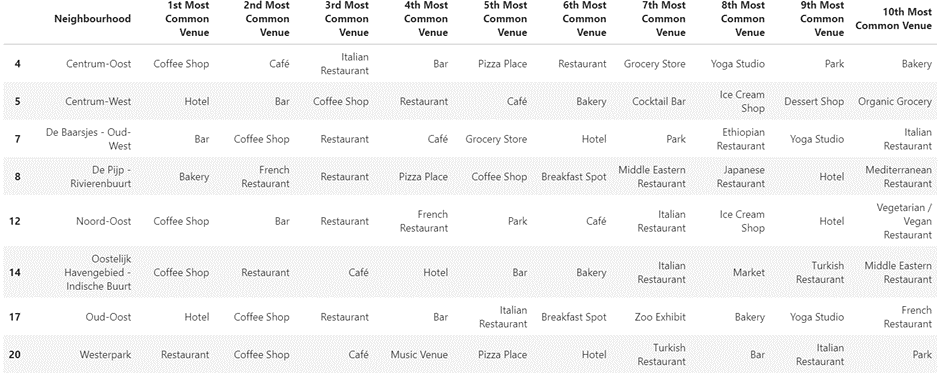 Neighbourhood 1st Most Common Venue 2nd Most Common Venue 3rd Most Common Venue 4th Most Common Venue 5th Most Common Venue 6th Most Common Venue 7th Most Common Venue 8th Most Common Venue 9th Most Common Venue 10th Most Common Venue
4 Centrum-Oost Coffee Shop Café Italian Restaurant Bar Pizza Place Restaurant Grocery Store Yoga Studio Park Bakery
5 Centrum-West Hotel Bar Coffee Shop Restaurant Café Bakery Cocktail Bar Ice Cream Shop Dessert Shop Organic Grocery
7 De Baarsjes - Oud-West Bar Coffee Shop Restaurant Café Grocery Store Hotel Park Ethiopian Restaurant Yoga Studio Italian Restaurant
8 De Pijp - Rivierenbuurt Bakery French Restaurant Restaurant Pizza Place Coffee Shop Breakfast Spot Middle Eastern Restaurant Japanese Restaurant Hotel Mediterranean Restaurant
12 Noord-Oost Coffee Shop Bar Restaurant French Restaurant Park Café Italian Restaurant Ice Cream Shop Hotel Vegetarian / Vegan Restaurant
14 Oostelijk Havengebied - Indische Buurt Coffee Shop Restaurant Café Hotel Bar Bakery Italian Restaurant Market Turkish Restaurant Middle Eastern Restaurant
17 Oud-Oost Hotel Coffee Shop Restaurant Bar Italian Restaurant Breakfast Spot Zoo Exhibit Bakery Yoga Studio French Restaurant
20 Westerpark Restaurant Coffee Shop Café Music Venue Pizza Place Hotel Turkish Restaurant Bar Italian Restaurant Park